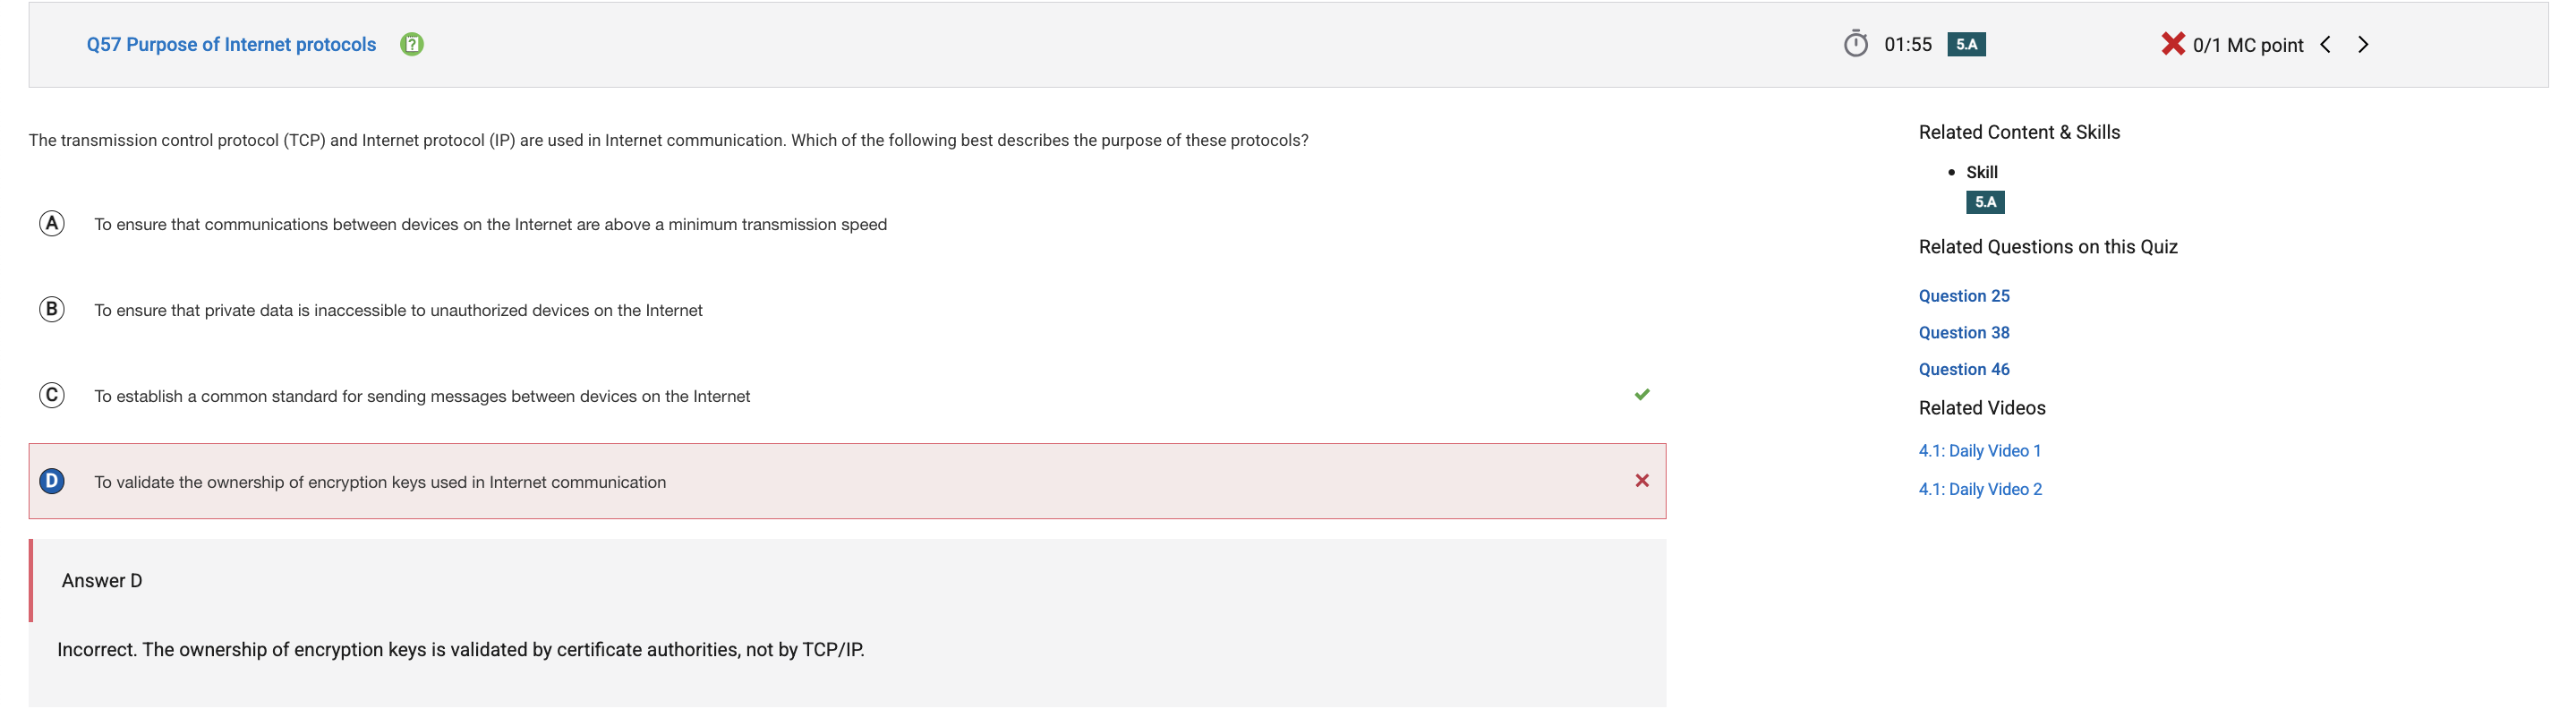 Q57 Purpose of Internet protocols
01:55 5.A
0/1 MC point
The transmission control protocol (TCP) and Internet protocol (IP) are used in Internet communication. Which of the following best describes the purpose of these protocols?
A To ensure that communications between devices on the Internet are above a minimum transmission speed
B To ensure that private data is inaccessible to unauthorized devices on the Internet
C To establish a common standard for sending messages between devices on the Internet
D To validate the ownership of encryption keys used in Internet communication
Answer D
Incorrect. The ownership of encryption keys is validated by certificate authorities, not by TCP/IP.
Related Content & Skills
• Skill
5.A
Related Questions on this Quiz
Question 25
Question 38
Question 46
Related Videos
4.1: Daily Video 1
4.1: Daily Video 2